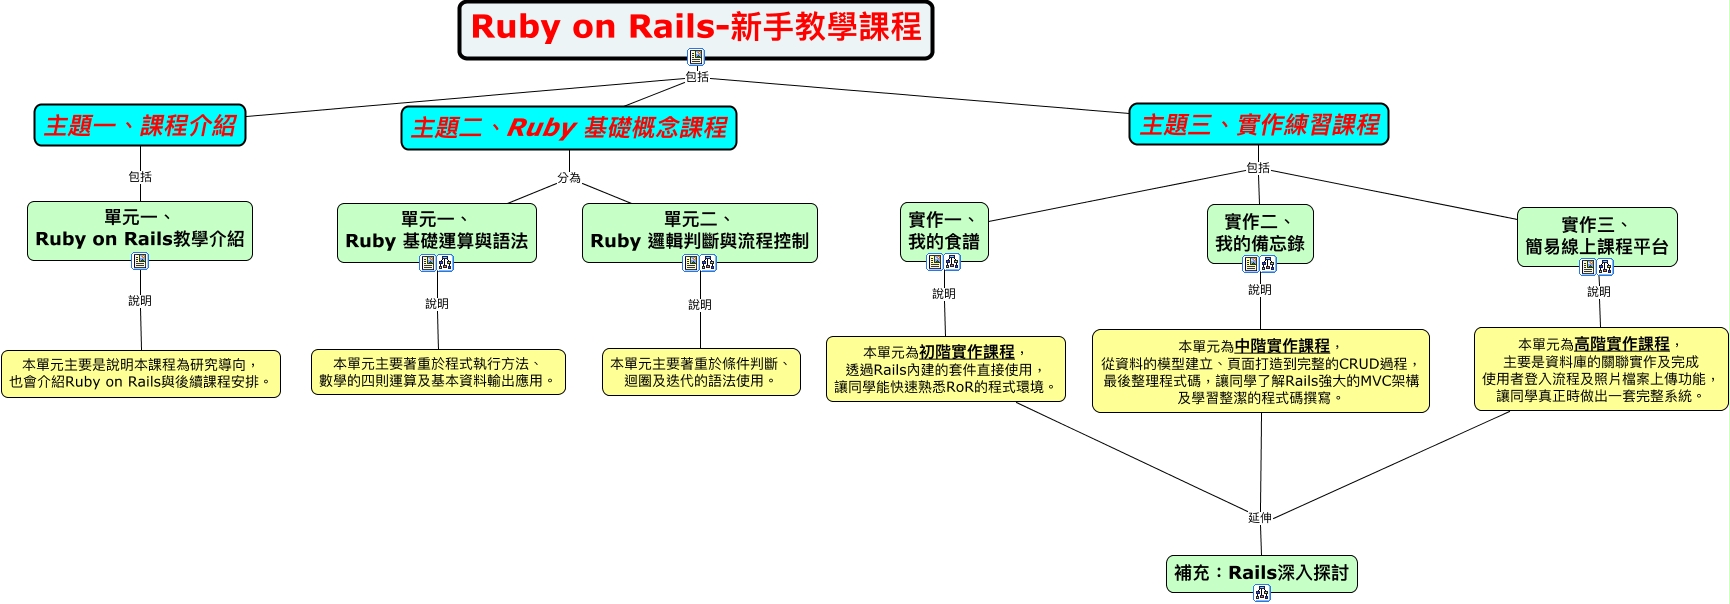 Ruby on Rails-新手教學課程
包括
主題一、課程介紹
包括
單元一、
Ruby on Rails教學介紹
說明
本單元主要是說明本課程為研究導向，
也會介紹Ruby on Rails與後續課程安排。
主題二、Ruby 基礎概念課程
分為
單元一、
Ruby 基礎運算與語法
說明
本單元主要著重於程式執行方法、
數學的四則運算及基本資料輸出應用。
單元二、
Ruby 邏輯判斷與流程控制
說明
本單元主要著重於條件判斷、
迴圈及迭代的語法使用。
主題三、實作練習課程
包括
實作一、
我的食譜
說明
本單元為初階實作課程，
透過Rails內建的套件直接使用，
讓同學能快速熟悉RoR的程式環境。
實作二、
我的備忘錄
說明
本單元為中階實作課程，
從資料的模型建立、頁面打造到完整的CRUD過程，
最後整理程式碼，讓同學了解Rails強大的MVC架構
及學習整潔的程式碼撰寫。
實作三、
簡易線上課程平台
說明
本單元為高階實作課程，
主要是資料庫的關聯實作及完成
使用者登入流程及照片檔案上傳功能，
讓同學真正時做出一套完整系統。
延伸
補充：Rails深入探討